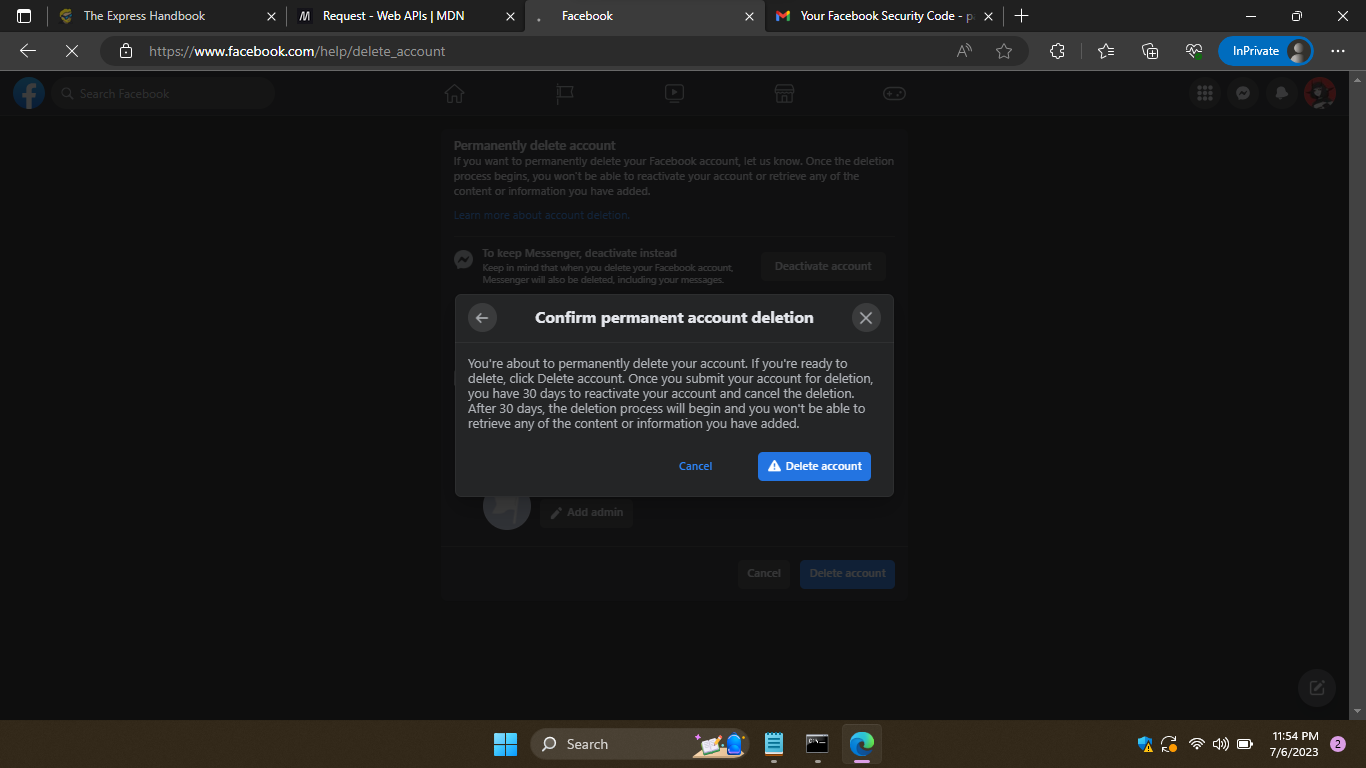 The Express Handbook
Request - Web APIs | MDN
Facebook
Your Facebook Security Code - p
https://www.facebook.com/help/delete_account
InPrivate
Search Facebook
Permanently delete account
If you want to permanently delete your Facebook account, let us know. Once the deletion
process begins, you won't be able to reactivate your account or retrieve any of the
content or information you have added.
Learn more about account deletion.
To keep Messenger, deactivate instead
Keep in mind that when you delete your Facebook account,
Messenger will also be deleted, including your messages.
Deactivate account
Confirm permanent account deletion
You're about to permanently delete your account. If you're ready to
delete, click Delete account. Once you submit your account for deletion,
you have 30 days to reactivate your account and cancel the deletion.
After 30 days, the deletion process will begin and you won't be able to
retrieve any of the content or information you have added.
Cancel
Delete account
Add admin
Cancel
Delete account
Search
11:54 PM
7/6/2023
2